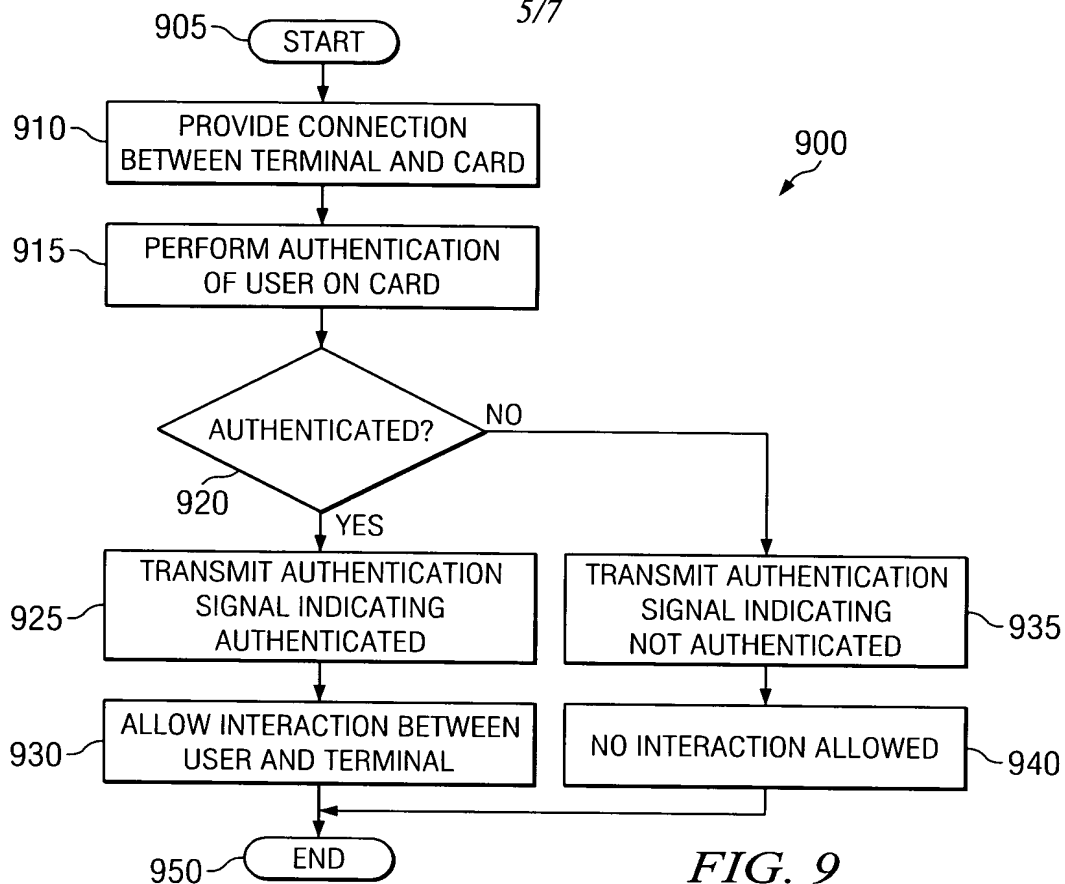 5/7
905
START
910
PROVIDE CONNECTION
BETWEEN TERMINAL AND CARD
900
915
PERFORM AUTHENTICATION
OF USER ON CARD
AUTHENTICATED?
NO
920
YES
925
TRANSMIT AUTHENTICATION
SIGNAL INDICATING
AUTHENTICATED
TRANSMIT AUTHENTICATION
SIGNAL INDICATING
NOT AUTHENTICATED
935
930
ALLOW INTERACTION BETWEEN
USER AND TERMINAL
NO INTERACTION ALLOWED
940
950
END
FIG. 9